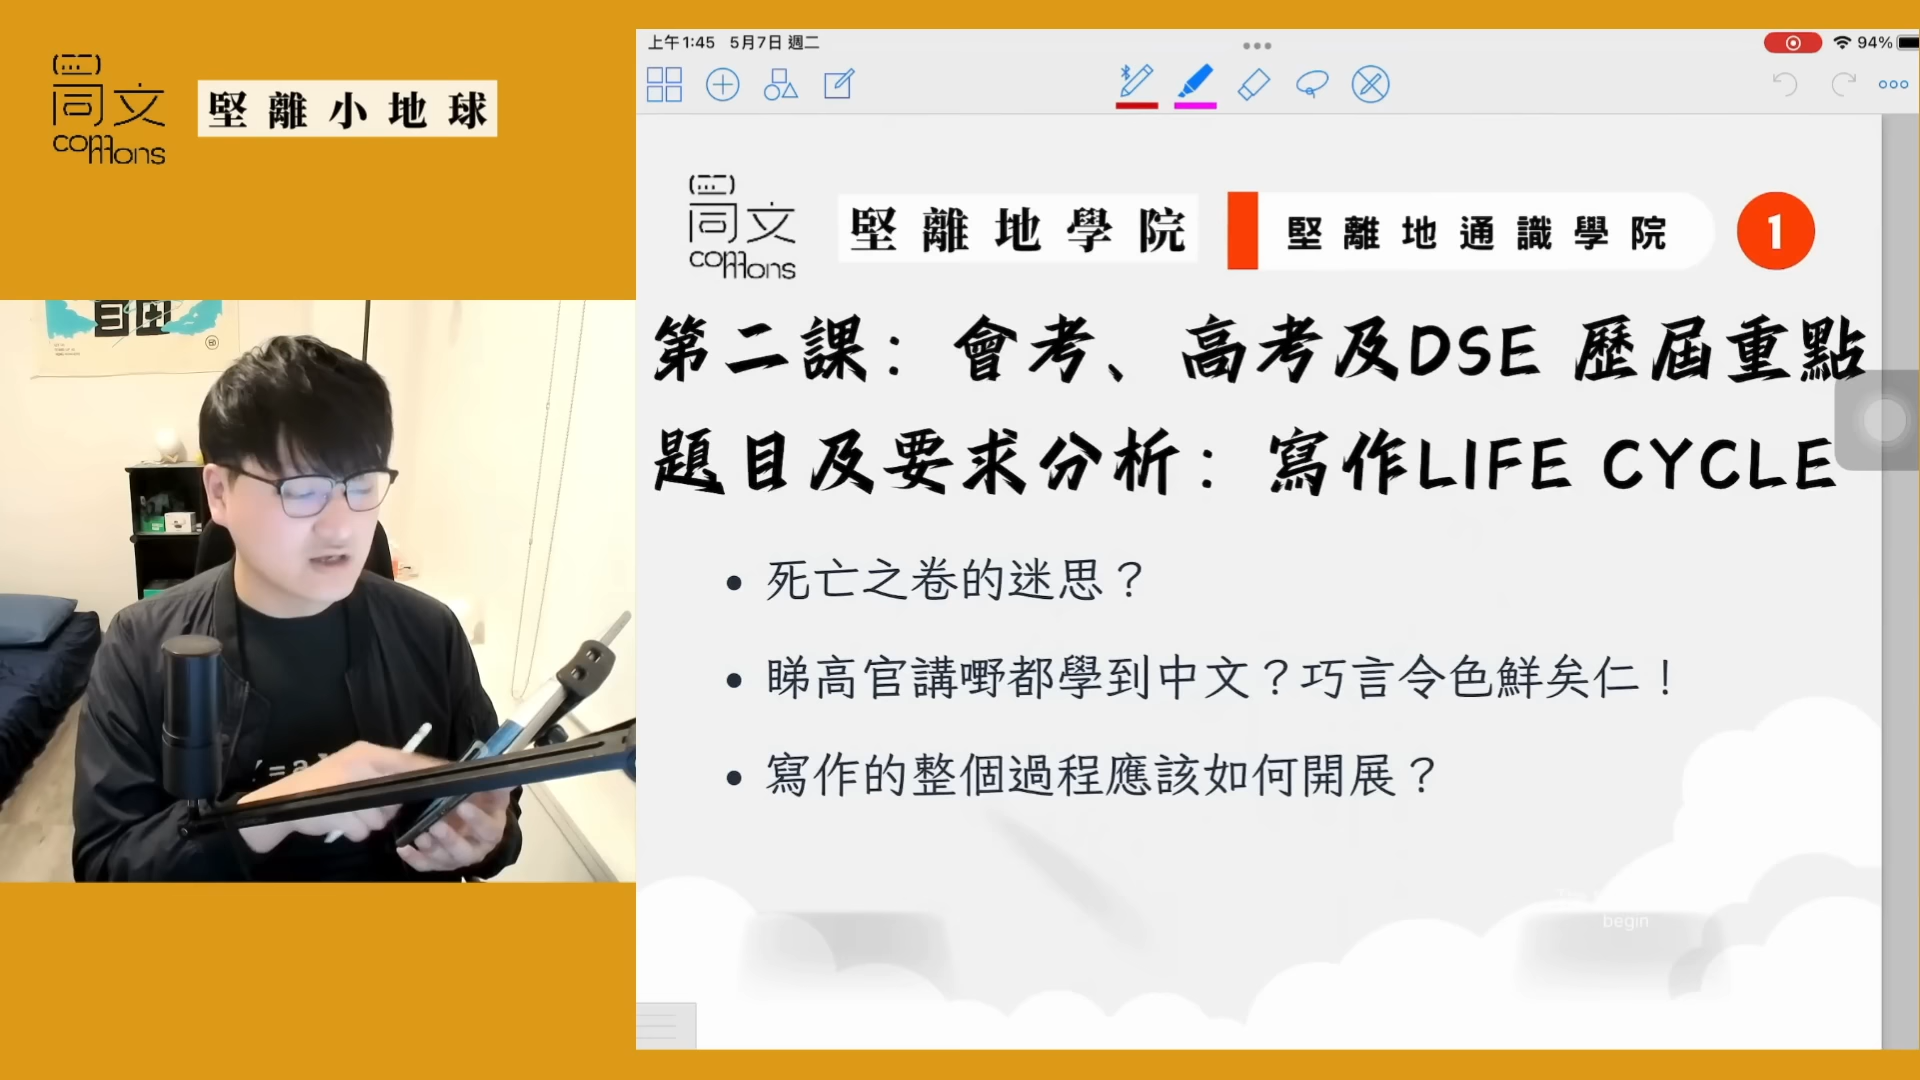 同文
commons
堅離小地球
自由
上午1:45 5月7日 週二
94%
同文
commons
堅離地學院
堅離地通識學院
1
第二課：會考、高考及DSE 歷屆重點
題目及要求分析：寫作LIFE CYCLE
• 死亡之卷的迷思？
• 睇高官講嘢都學到中文？巧言令色鮮矣仁！
• 寫作的整個過程應該如何開展？
begin